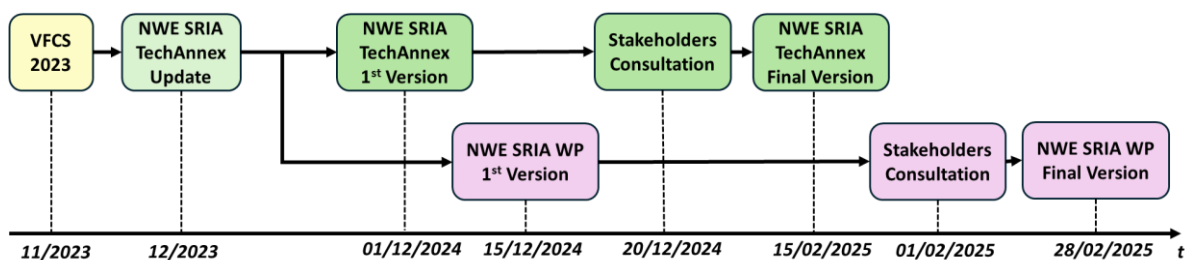 VFCS
2023
NWE SRIA
TechAnnex
Update
NWE SRIA
TechAnnex
1st Version
Stakeholders
Consultation
NWE SRIA
TechAnnex
Final Version
NWE SRIA WP
1st Version
Stakeholders
Consultation
NWE SRIA WP
Final Version
11/2023
12/2023
01/12/2024
15/12/2024
20/12/2024
15/02/2025
01/02/2025
28/02/2025
t